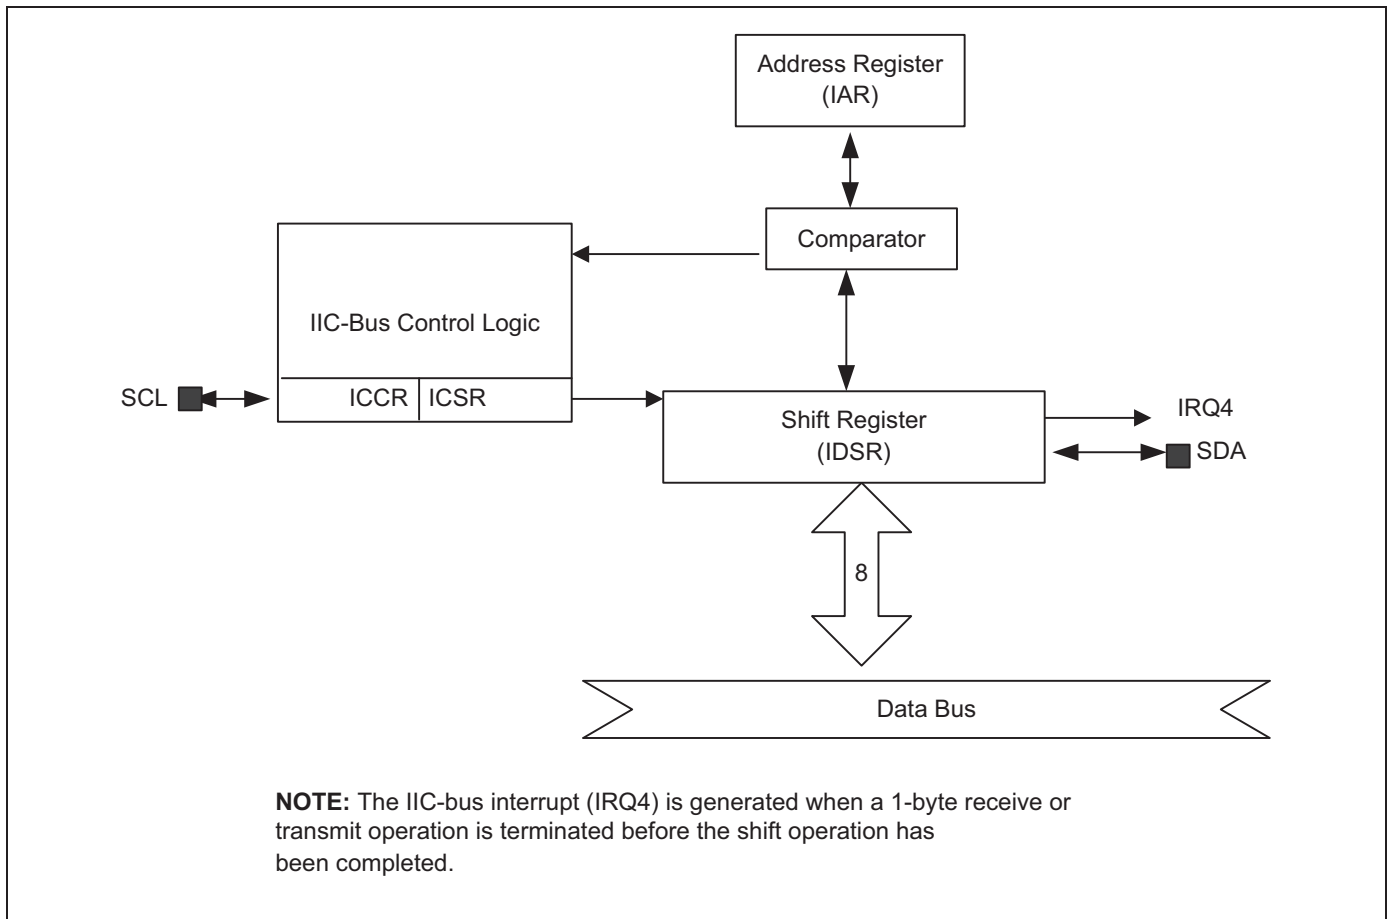 Address Register
(IAR)
Comparator
IIC-Bus Control Logic
SCL
ICCR
ICSR
Shift Register
(IDSR)
IRQ4
SDA
8
Data Bus
NOTE: The IIC-bus interrupt (IRQ4) is generated when a 1-byte receive or
transmit operation is terminated before the shift operation has
been completed.